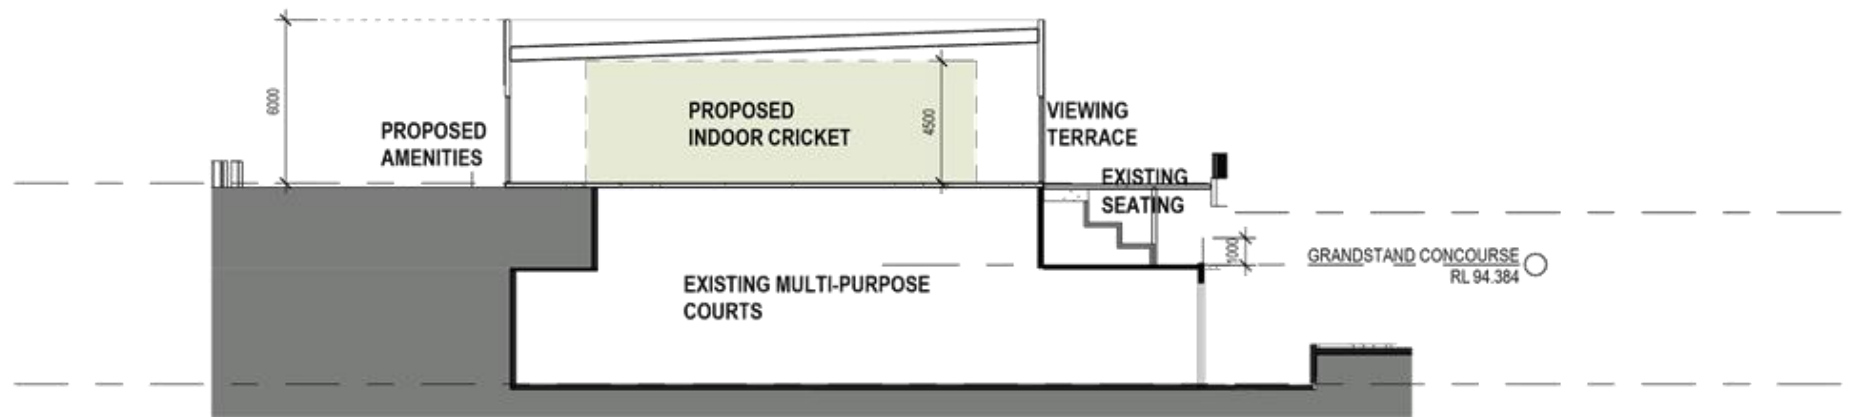 6000
PROPOSED
AMENITIES
PROPOSED
INDOOR CRICKET
4500
VIEWING
TERRACE
EXISTING
SEATING
1000
GRANDSTAND CONCOURSE
RL 94.384
EXISTING MULTI-PURPOSE
COURTS